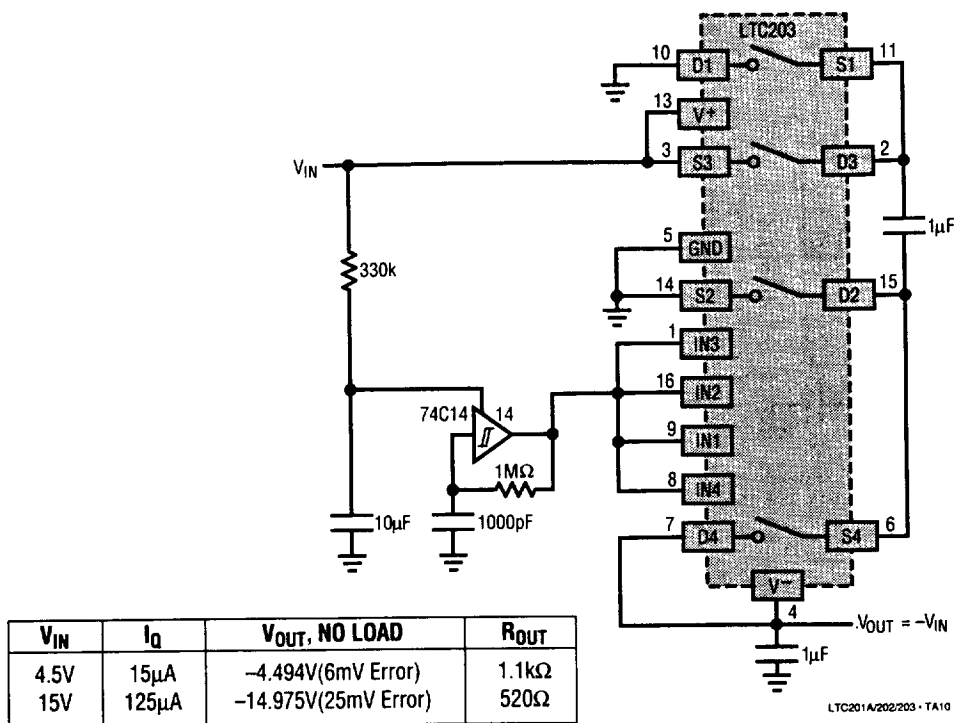 LTC203
10 D1 S1 11
13 V+
VIN 3 S3 D3 2
1µF
5 GND
330k
14 S2 D2 15
1 IN3
16 IN2
74C14 14
9 IN1
1MΩ
8 IN4
10µF 1000pF
7 D4 S4 6
V−
4
.VOUT = −VIN
1µF
VIN IQ VOUT, NO LOAD ROUT
4.5V 15µA −4.494V(6mV Error) 1.1kΩ
15V 125µA −14.975V(25mV Error) 520Ω
LTC201A/202/203 • TA10